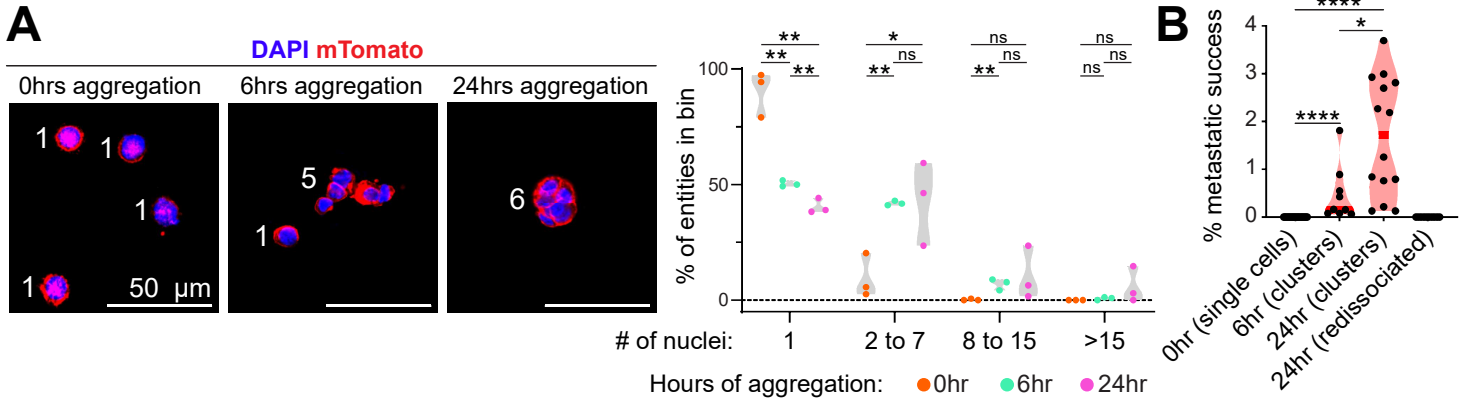 A
DAPI mTomato
0hrs aggregation
6hrs aggregation
24hrs aggregation
1
1
1
1
50 μm
5
1
6
% of entities in bin
100
50
0
**
**
**
*
ns
**
ns
ns
**
ns
ns
ns
# of nuclei:
1
2 to 7
8 to 15
>15
Hours of aggregation:
0hr
6hr
24hr
B
% metastatic success
4
3
2
1
0
****
*
****
0hr (single cells)
6hr (clusters)
24hr (clusters)
24hr (redissociated)